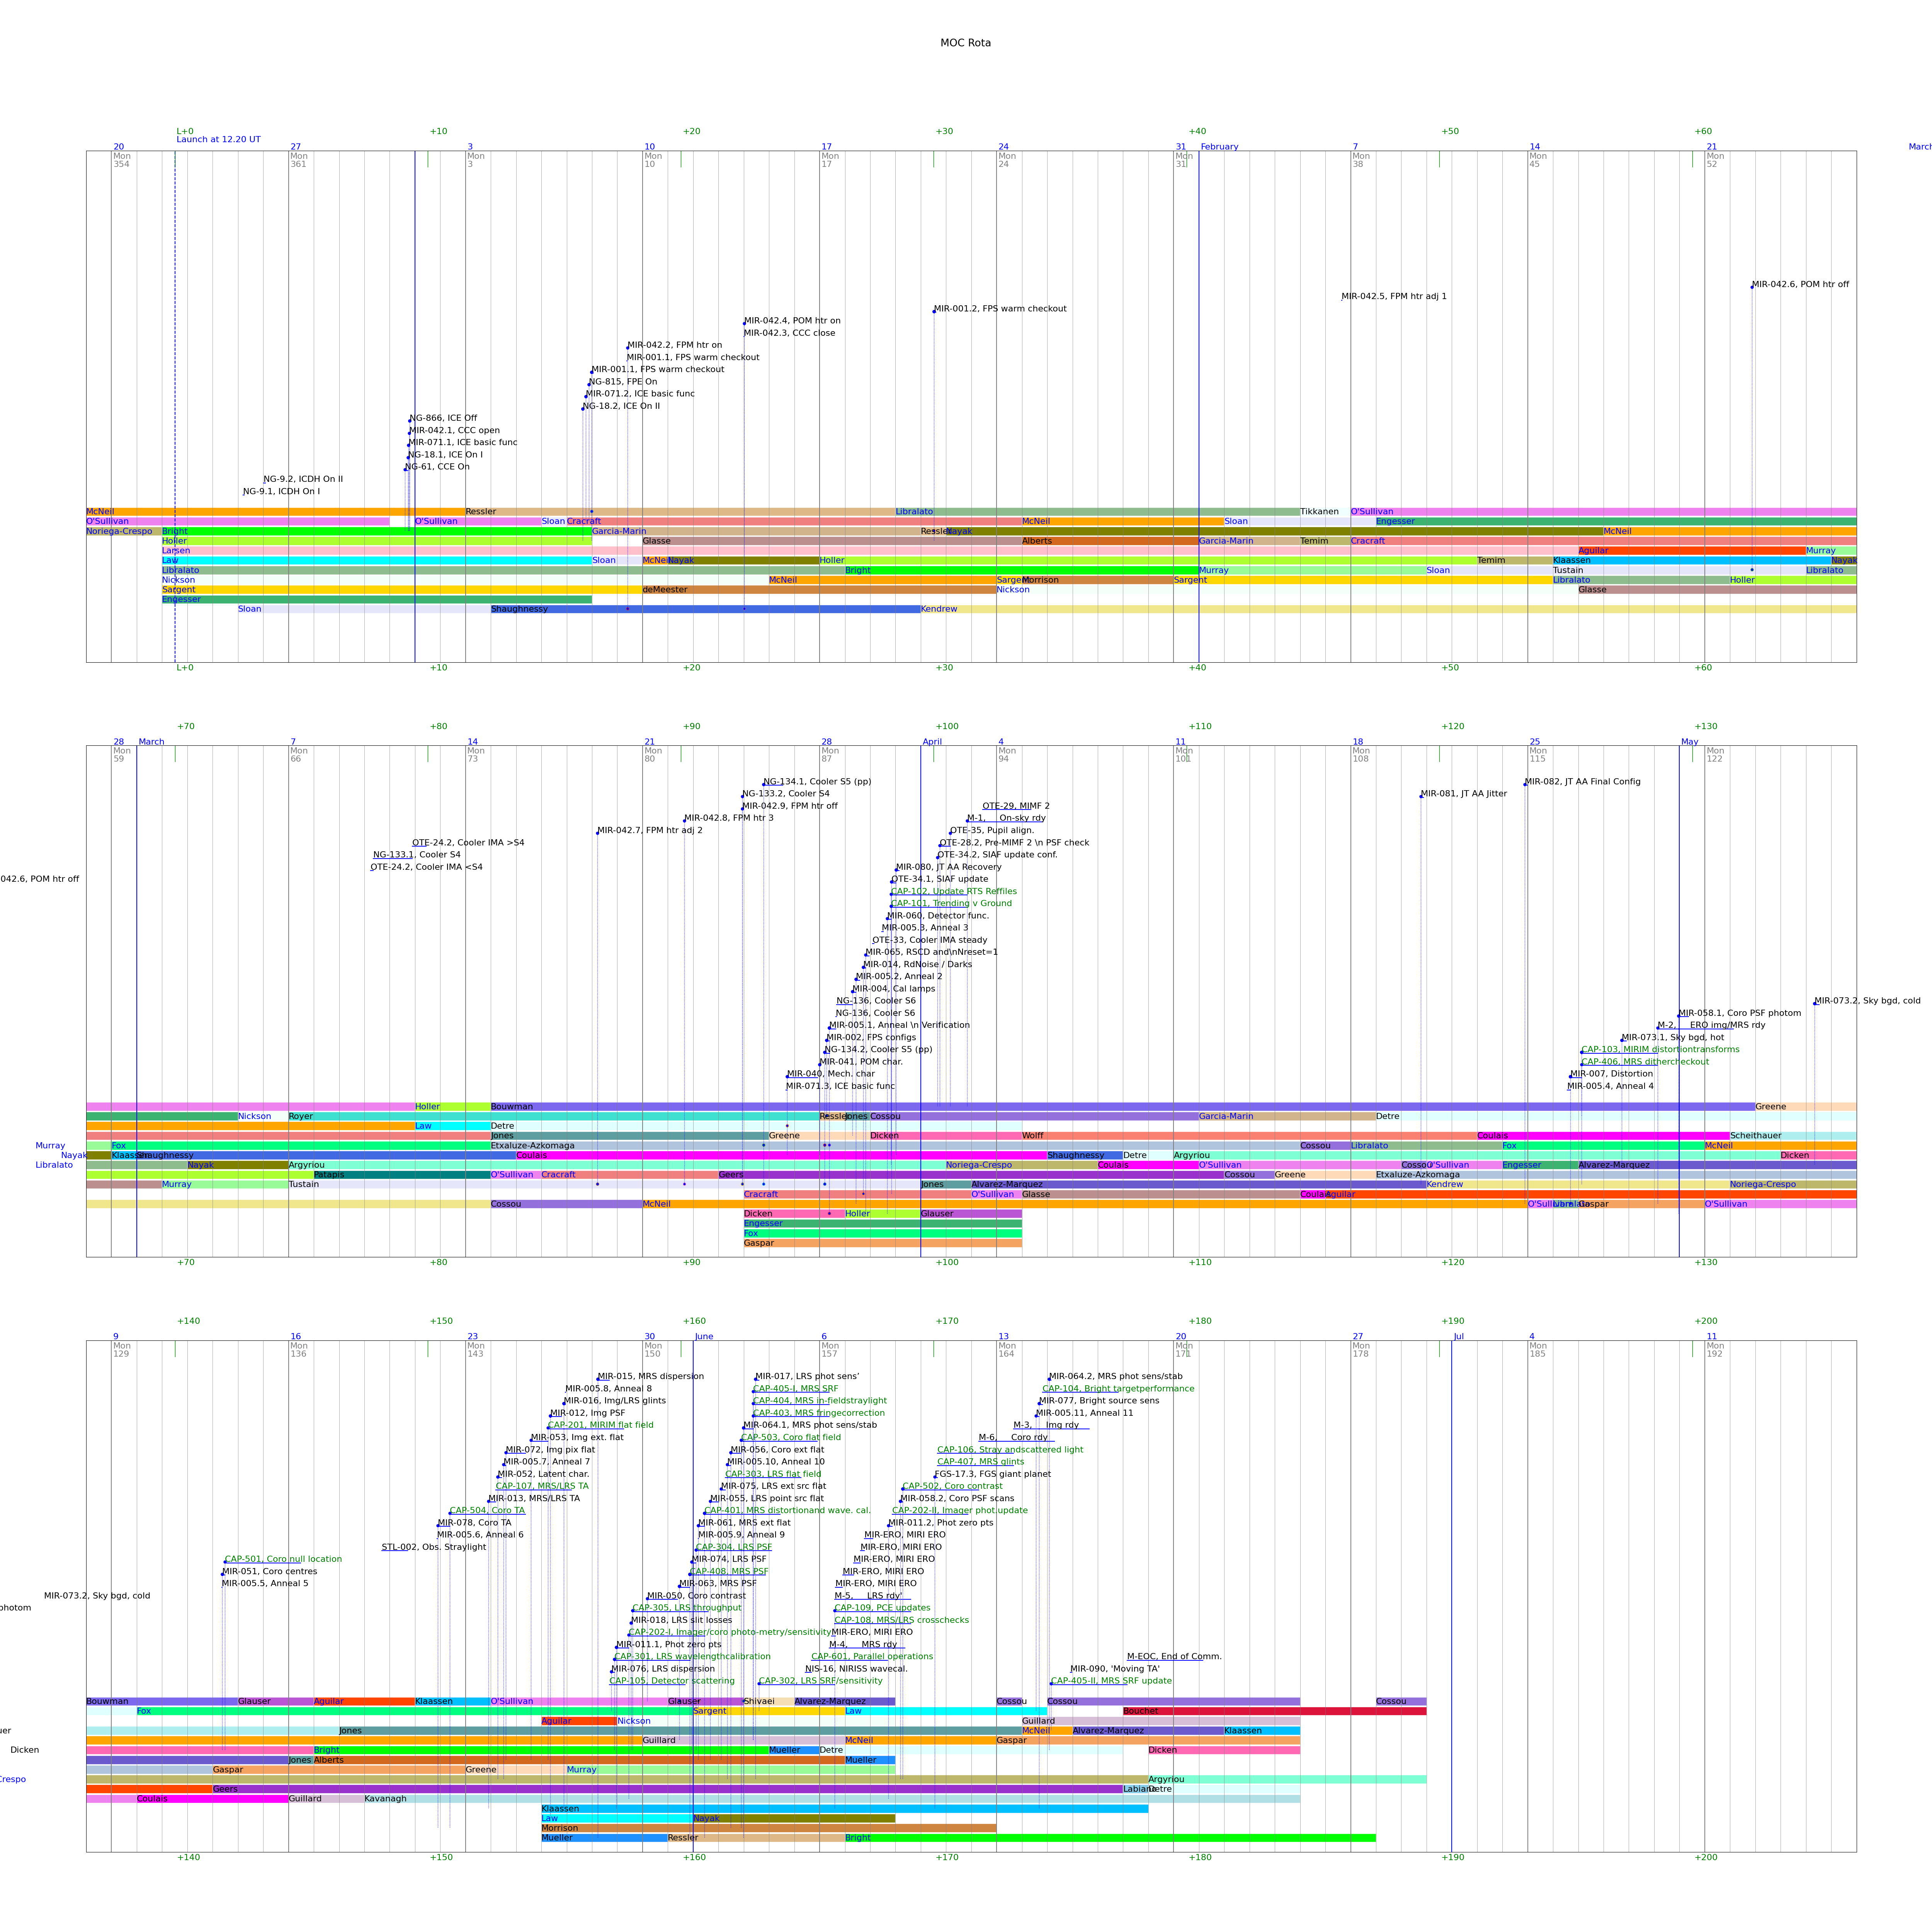 MOC Rota
L+0 +10 +20 +30 +40 +50 +60
Launch at 12.20 UT
20 27 3 10 17 24 31 February 7 14 21 March
Mon Mon Mon Mon Mon Mon Mon Mon Mon Mon
354 361 3 10 17 24 31 38 45 52
MIR-042.6, POM htr off
MIR-042.5, FPM htr adj 1
MIR-001.2, FPS warm checkout
MIR-042.4, POM htr on
MIR-042.3, CCC close
MIR-042.2, FPM htr on
MIR-001.1, FPS warm checkout
MIR-001.1, FPS warm checkout
NG-815, FPE On
MIR-071.2, ICE basic func
NG-18.2, ICE On II
NG-866, ICE Off
MIR-042.1, CCC open
MIR-071.1, ICE basic func
NG-18.1, ICE On I
NG-61, CCE On
NG-9.2, ICDH On II
NG-9.1, ICDH On I
McNeil Ressler Libralato Tikkanen O'Sullivan
O'Sullivan O'Sullivan Sloan Cracraft McNeil Sloan Engesser
Noriega-Crespo Bright Garcia-Marin Ressler Nayak McNeil
Holler Glasse Alberts Garcia-Marin Temim Cracraft
Larsen Aguilar Murray
Law Sloan McNeil Nayak Holler Temim Klaassen Nayak
Libralato Bright Murray Sloan Tustain Libralato
Nickson McNeil Sargent Morrison Sargent Libralato Holler
Sargent deMeester Nickson Glasse
Engesser
Sloan Shaughnessy Kendrew
L+0 +10 +20 +30 +40 +50 +60
+70 +80 +90 +100 +110 +120 +130
28 March 7 14 21 28 April 4 11 18 25 May
Mon Mon Mon Mon Mon Mon Mon Mon Mon Mon
59 66 73 80 87 94 101 108 115 122
NG-134.1, Cooler S5 (pp) MIR-082, JT AA Final Config
NG-133.2, Cooler S4 MIR-081, JT AA Jitter
MIR-042.9, FPM htr off OTE-29, MIMF 2
MIR-042.8, FPM htr 3 M-1, On-sky rdy
MIR-042.7, FPM htr adj 2 OTE-35, Pupil align.
OTE-24.2, Cooler IMA >S4 OTE-28.2, Pre-MIMF 2 \n PSF check
NG-133.1, Cooler S4 OTE-34.2, SIAF update conf.
OTE-24.2, Cooler IMA <S4 MIR-080, JT AA Recovery
042.6, POM htr off OTE-34.1, SIAF update
CAP-102, Update RTS Reffiles
CAP-101, Trending v Ground
MIR-060, Detector func.
MIR-005.3, Anneal 3
OTE-33, Cooler IMA steady
MIR-065, RSCD and\nNreset=1
MIR-014, RdNoise / Darks
MIR-005.2, Anneal 2
MIR-004, Cal lamps
NG-136, Cooler S6 MIR-073.2, Sky bgd, cold
NG-136, Cooler S6 MIR-058.1, Coro PSF photom
MIR-005.1, Anneal \n Verification M-2, ERO img/MRS rdy
MIR-002, FPS configs MIR-073.1, Sky bgd, hot
NG-134.2, Cooler S5 (pp) CAP-103, MIRIM distortiontransforms
MIR-041, POM char. CAP-406, MRS dithercheckout
MIR-040, Mech. char MIR-007, Distortion
MIR-071.3, ICE basic func MIR-005.4, Anneal 4
Holler Bouwman Greene
Nickson Royer Ressler Jones Cossou Garcia-Marin Detre
Law Detre
Jones Greene Dicken Wolff Coulais Scheithauer
Murray Fox Etxaluze-Azkomaga Cossou Libralato Fox McNeil
Nayak Klaassen Shaughnessy Coulais Shaughnessy Detre Argyriou Dicken
Libralato Nayak Argyriou Noriega-Crespo Coulais O'Sullivan Cossou O'Sullivan Engesser Alvarez-Marquez
Patapis O'Sullivan Cracraft Geers Cossou Greene Etxaluze-Azkomaga
Murray Tustain Jones Alvarez-Marquez Kendrew Noriega-Crespo
Cracraft O'Sullivan Glasse Coulais Aguilar
Cossou McNeil O'Sullivan Libralato Gaspar O'Sullivan
Dicken Holler Glauser
Engesser
Fox
Gaspar
+70 +80 +90 +100 +110 +120 +130
+140 +150 +160 +170 +180 +190 +200
9 16 23 30 June 6 13 20 27 Jul 4 11
Mon Mon Mon Mon Mon Mon Mon Mon Mon Mon
129 136 143 150 157 164 171 178 185 192
MIR-015, MRS dispersion MIR-017, LRS phot sens' MIR-064.2, MRS phot sens/stab
MIR-005.8, Anneal 8 CAP-405-I, MRS SRF CAP-104, Bright targetperformance
MIR-016, Img/LRS glints CAP-404, MRS in-fieldstraylight MIR-077, Bright source sens
MIR-012, Img PSF CAP-403, MRS fringecorrection MIR-005.11, Anneal 11
CAP-201, MIRIM flat field MIR-064.1, MRS phot sens/stab M-3, Img rdy
MIR-053, Img ext. flat CAP-503, Coro flat field M-6, Coro rdy
MIR-072, Img pix flat MIR-056, Coro ext flat CAP-106, Stray andscattered light
MIR-005.7, Anneal 7 MIR-005.10, Anneal 10 CAP-407, MRS glints
MIR-052, Latent char. CAP-303, LRS flat field FGS-17.3, FGS giant planet
CAP-107, MRS/LRS TA MIR-075, LRS ext src flat CAP-502, Coro contrast
MIR-013, MRS/LRS TA MIR-055, LRS point src flat MIR-058.2, Coro PSF scans
CAP-504, Coro TA CAP-401, MRS distortionand wave. cal. CAP-202-II, Imager phot update
MIR-078, Coro TA MIR-061, MRS ext flat MIR-011.2, Phot zero pts
MIR-005.6, Anneal 6 MIR-005.9, Anneal 9 MIR-ERO, MIRI ERO
STL-002, Obs. Straylight CAP-304, LRS PSF MIR-ERO, MIRI ERO
CAP-501, Coro null location MIR-074, LRS PSF MIR-ERO, MIRI ERO
MIR-051, Coro centres CAP-408, MRS PSF MIR-ERO, MIRI ERO
MIR-005.5, Anneal 5 MIR-063, MRS PSF MIR-ERO, MIRI ERO
MIR-073.2, Sky bgd, cold MIR-050, Coro contrast M-5, LRS rdy'
photom CAP-305, LRS throughput CAP-109, PCE updates
MIR-018, LRS slit losses CAP-108, MRS/LRS crosschecks
CAP-202-I, Imager/coro photo-metry/sensitivity MIR-ERO, MIRI ERO
MIR-011.1, Phot zero pts M-4, MRS rdy
CAP-301, LRS wavelengthcalibration CAP-601, Parallel operations M-EOC, End of Comm.
MIR-076, LRS dispersion NIS-16, NIRISS wavecal. MIR-090, 'Moving TA'
CAP-105, Detector scattering CAP-302, LRS SRF/sensitivity CAP-405-II, MRS SRF update
Bouwman Glauser Aguilar Klaassen O'Sullivan Glauser Shivaei Alvarez-Marquez Cossou Cossou Cossou
Fox Sargent Law Bouchet
Aguilar Nickson Guillard
uer Jones McNeil Alvarez-Marquez Klaassen
Guillard McNeil Gaspar
Dicken Bright Mueller Detre Dicken
Jones Alberts Mueller
Gaspar Greene Murray
Crespo Argyriou
Geers Labiano Detre
Coulais Guillard Kavanagh
Klaassen
Law Nayak
Morrison
Mueller Ressler Bright
+140 +150 +160 +170 +180 +190 +200